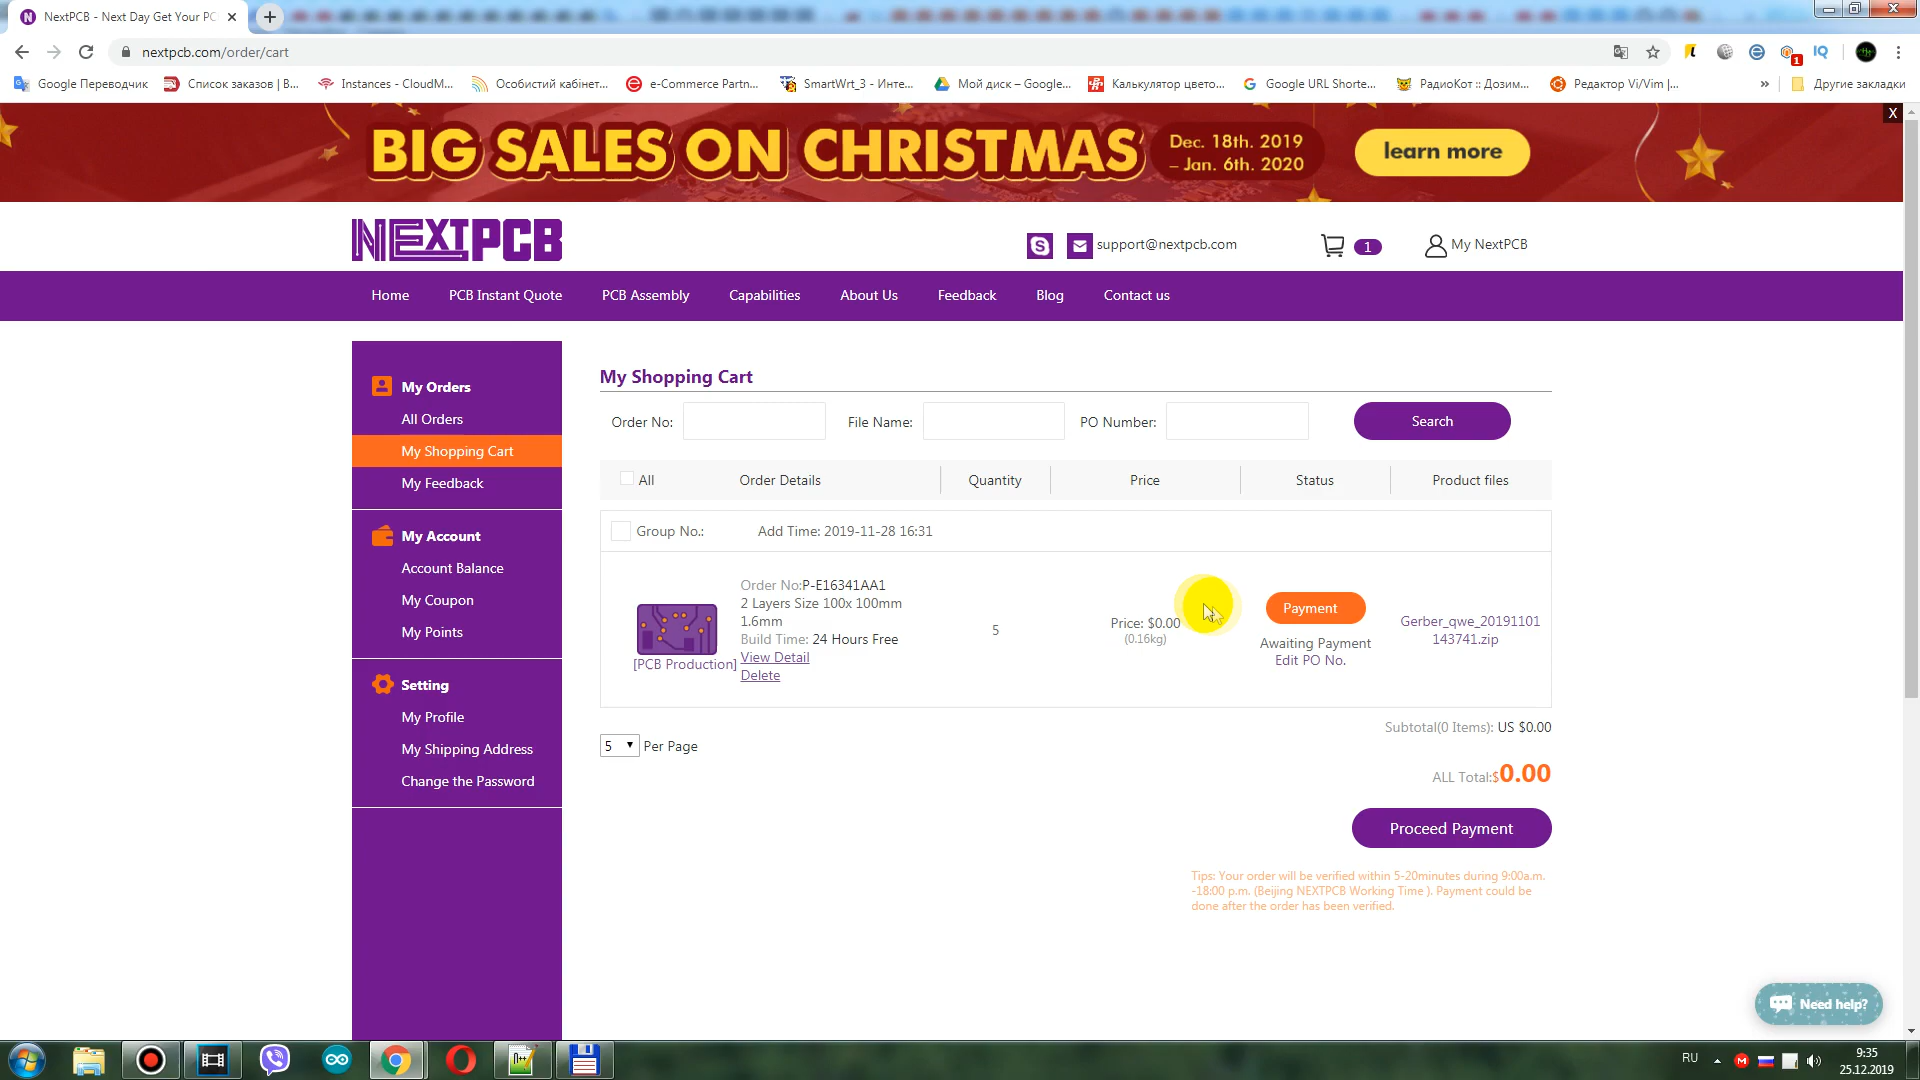 NextPCB - Next Day Get Your PC
nextpcb.com/order/cart
Google Переводчик
Список заказов | В...
Instances - CloudM...
Особистий кабінет...
e-Commerce Partn...
SmartWrt_3 - Инте...
Мой диск – Google...
Калькулятор цвето...
Google URL Shorte...
РадиоКот :: Дозим...
Редактор Vi/Vim |...
»
Другие закладки
BIG SALES ON CHRISTMAS
Dec. 18th. 2019
– Jan. 6th. 2020
learn more
X
NEXTPCB
support@nextpcb.com
1
My NextPCB
Home
PCB Instant Quote
PCB Assembly
Capabilities
About Us
Feedback
Blog
Contact us
My Orders
All Orders
My Shopping Cart
My Feedback
My Account
Account Balance
My Coupon
My Points
Setting
My Profile
My Shipping Address
Change the Password
My Shopping Cart
Order No:
File Name:
PO Number:
Search
All
Order Details
Quantity
Price
Status
Product files
Group No.:
Add Time: 2019-11-28 16:31
[PCB Production]
Order No:P-E16341AA1
2 Layers Size 100x 100mm
1.6mm
Build Time: 24 Hours Free
View Detail
Delete
5
Price: $0.00
(0.16kg)
Payment
Awaiting Payment
Edit PO No.
Gerber_qwe_20191101
143741.zip
Subtotal(0 Items): US $0.00
5
Per Page
ALL Total:$0.00
Proceed Payment
Tips: Your order will be verified within 5-20minutes during 9:00a.m.
-18:00 p.m. (Beijing NEXTPCB Working Time ). Payment could be
done after the order has been verified.
Need help?
RU
9:35
25.12.2019